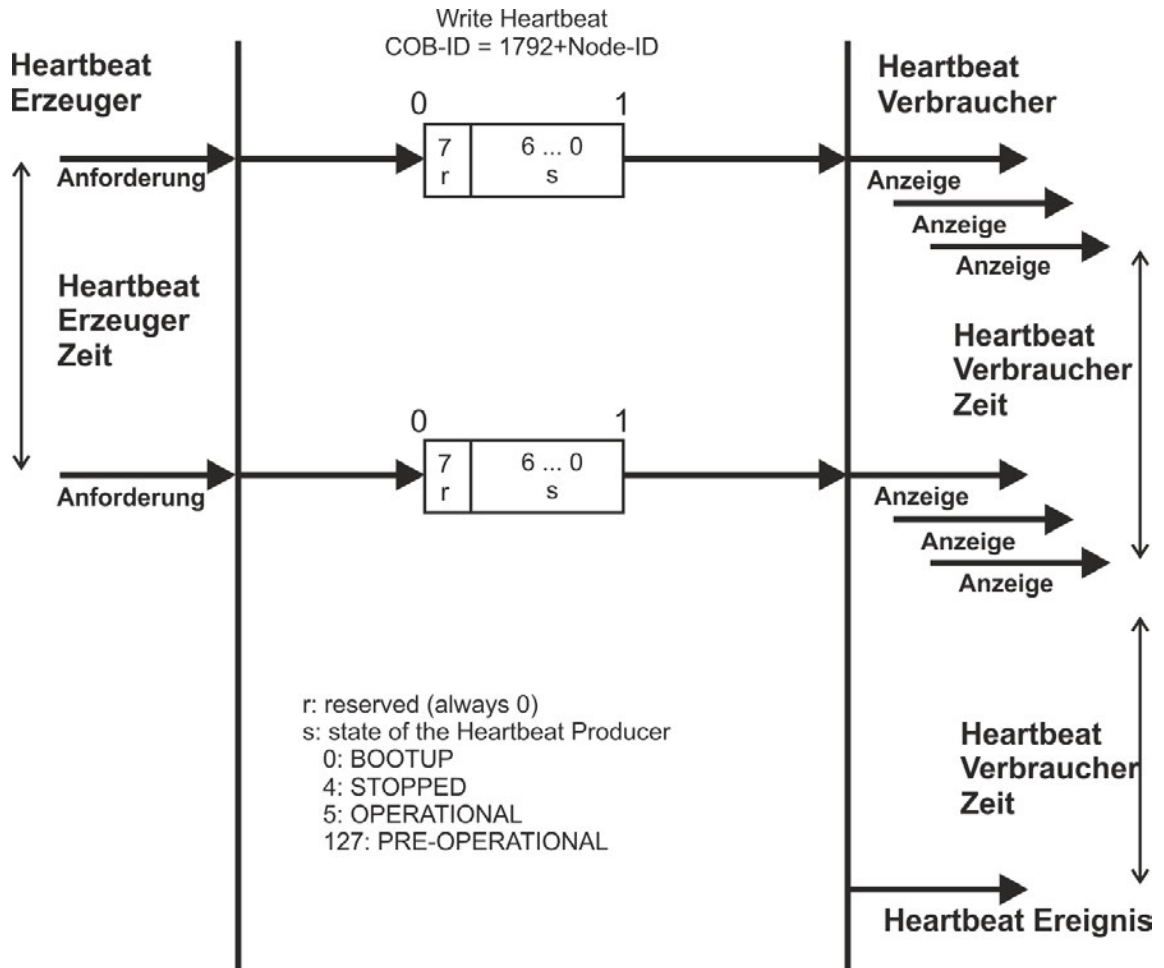 Write Heartbeat
COB-ID = 1792+Node-ID
Heartbeat
Erzeuger
Heartbeat
Verbraucher
0 1
7 6 ... 0
r s
Anforderung
Anzeige
Anzeige
Anzeige
Heartbeat
Erzeuger
Zeit
Heartbeat
Verbraucher
Zeit
0 1
7 6 ... 0
r s
Anforderung
Anzeige
Anzeige
Anzeige
r: reserved (always 0)
s: state of the Heartbeat Producer
0: BOOTUP
4: STOPPED
5: OPERATIONAL
127: PRE-OPERATIONAL
Heartbeat
Verbraucher
Zeit
Heartbeat Ereignis